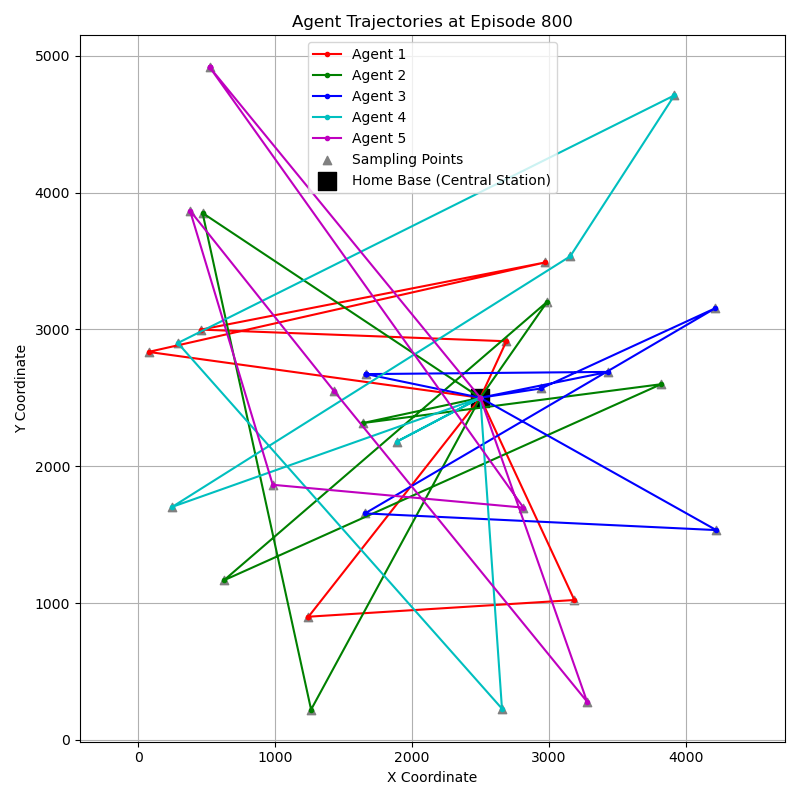 Agent Trajectories at Episode 800
Agent 1
Agent 2
Agent 3
Agent 4
Agent 5
Sampling Points
Home Base (Central Station)
Y Coordinate
5000
4000
3000
2000
1000
0
0 1000 2000 3000 4000
X Coordinate